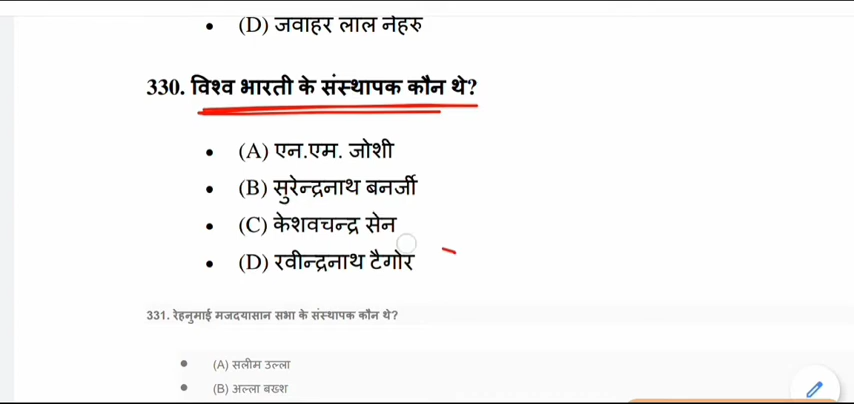 (D) जवाहर लाल नेहरु
330. विश्व भारती के संस्थापक कौन थे?
(A) एन.एम. जोशी
(B) सुरेन्द्रनाथ बनर्जी
(C) केशवचन्द्र सेन
(D) रवीन्द्रनाथ टैगोर
331. रेहनुमाई मजदयासान सभा के संस्थापक कौन थे?
(A) सलीम उल्ला
(B) अल्ला बख्श